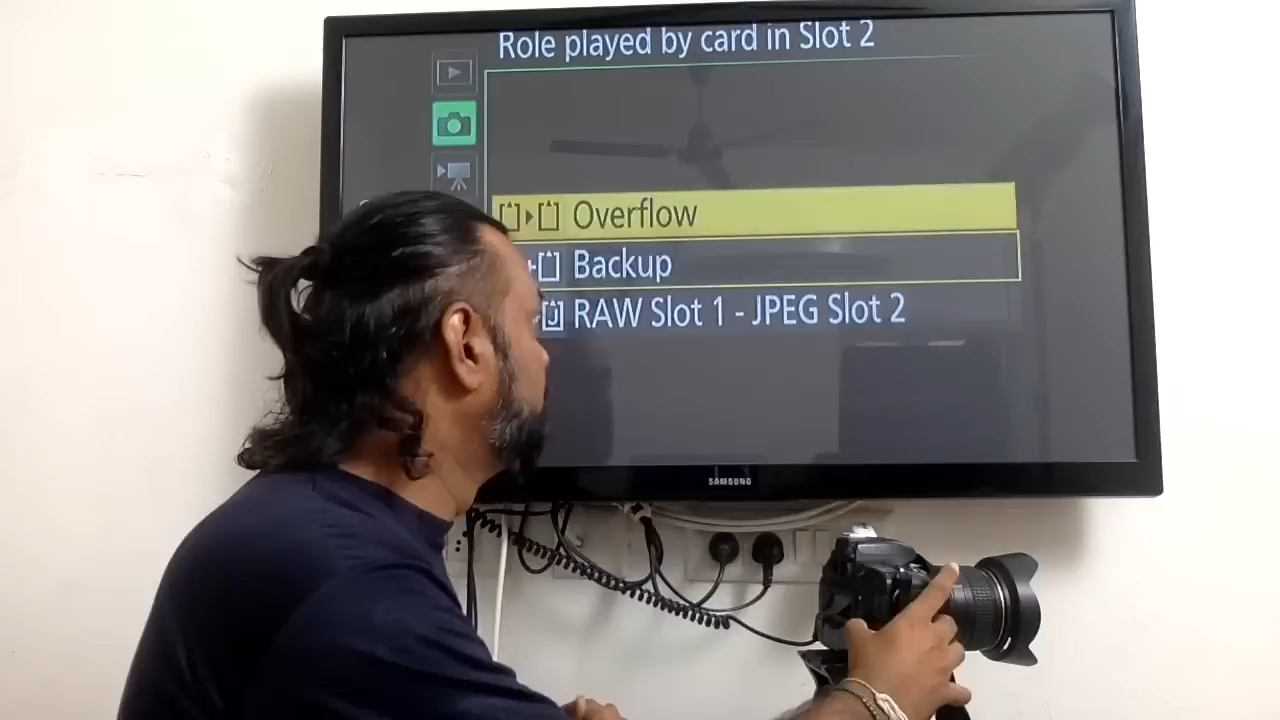 Role played by card in Slot 2
Overflow
Backup
RAW Slot 1 - JPEG Slot 2
SAMSUNG